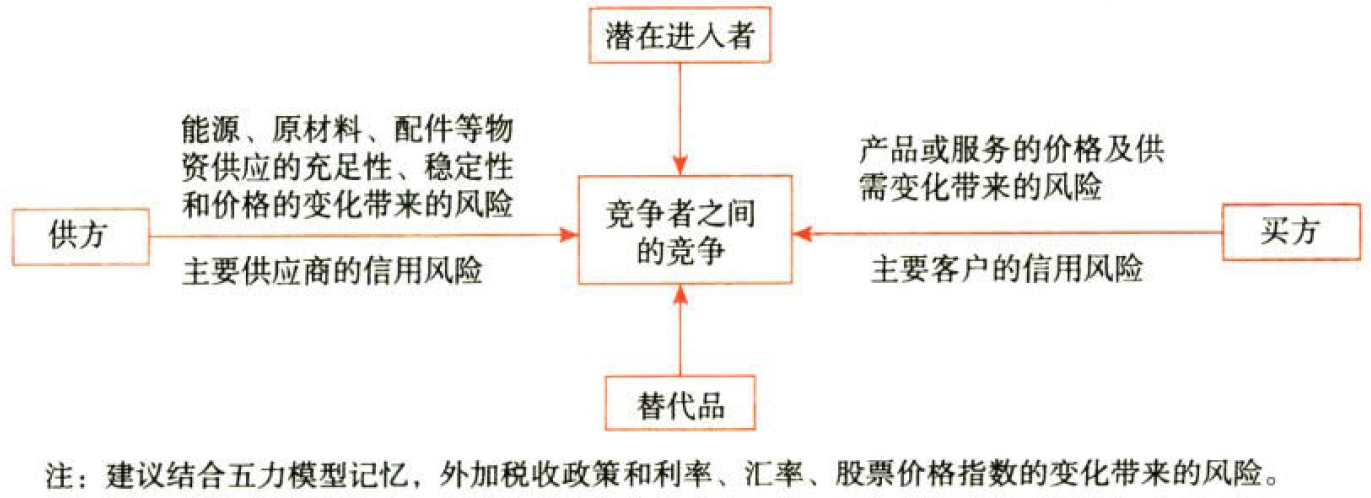 潜在进入者
能源、原材料、配件等物
资供应的充足性、稳定性
和价格的变化带来的风险
供方
主要供应商的信用风险
竞争者之间
的竞争
产品或服务的价格及供
需变化带来的风险
买方
主要客户的信用风险
替代品
注：建议结合五力模型记忆，外加税收政策和利率、汇率、股票价格指数的变化带来的风险。